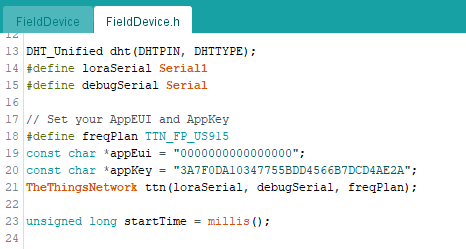 FieldDevice FieldDevice.h
12
13 DHT_Unified dht(DHTPIN, DHTTYPE);
14 #define loraSerial Serial1
15 #define debugSerial Serial
16
17 // Set your AppEUI and AppKey
18 #define freqPlan TTN_FP_US915
19 const char *appEui = "0000000000000000";
20 const char *appKey = "3A7F0DA10347755BDD4566B7DCD4AE2A";
21 TheThingsNetwork ttn(loraSerial, debugSerial, freqPlan);
22
23 unsigned long startTime = millis();
24